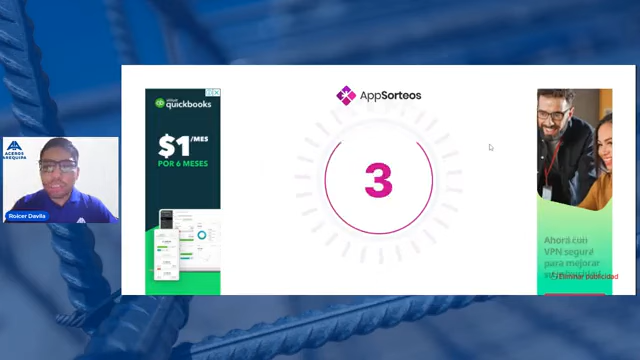 ACEROS
AREQUIPA
Roicer Davila
intuit
quickbooks
$1/MES
POR 6 MESES
AppSorteos
3
Ahora con
VPN segura
para mejorar
Eliminar publicidad